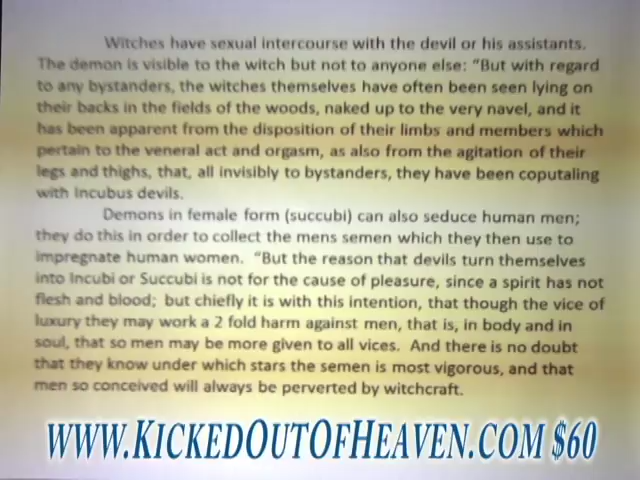 Witches have sexual intercourse with the devil or his assistants.
The demon is visible to the witch but not to anyone else: "But with regard
to any bystanders, the witches themselves have often been seen lying on
their backs in the fields of the woods, naked up to the very navel, and it
has been apparent from the disposition of their limbs and members which
pertain to the veneral act and orgasm, as also from the agitation of their
legs and thighs, that, all invisibly to bystanders, they have been coputaling
with Incubus devils.
Demons in female form (succubi) can also seduce human men;
they do this in order to collect the mens semen which they then use to
impregnate human women. "But the reason that devils turn themselves
into Incubi or Succubi is not for the cause of pleasure, since a spirit has not
flesh and blood; but chiefly it is with this intention, that though the vice of
luxury they may work a 2 fold harm against men, that is, in body and in
soul, that so men may be more given to all vices. And there is no doubt
that they know under which stars the semen is most vigorous, and that
men so conceived will always be perverted by witchcraft.
WWW.KICKEDOUTOFHEAVEN.COM $60